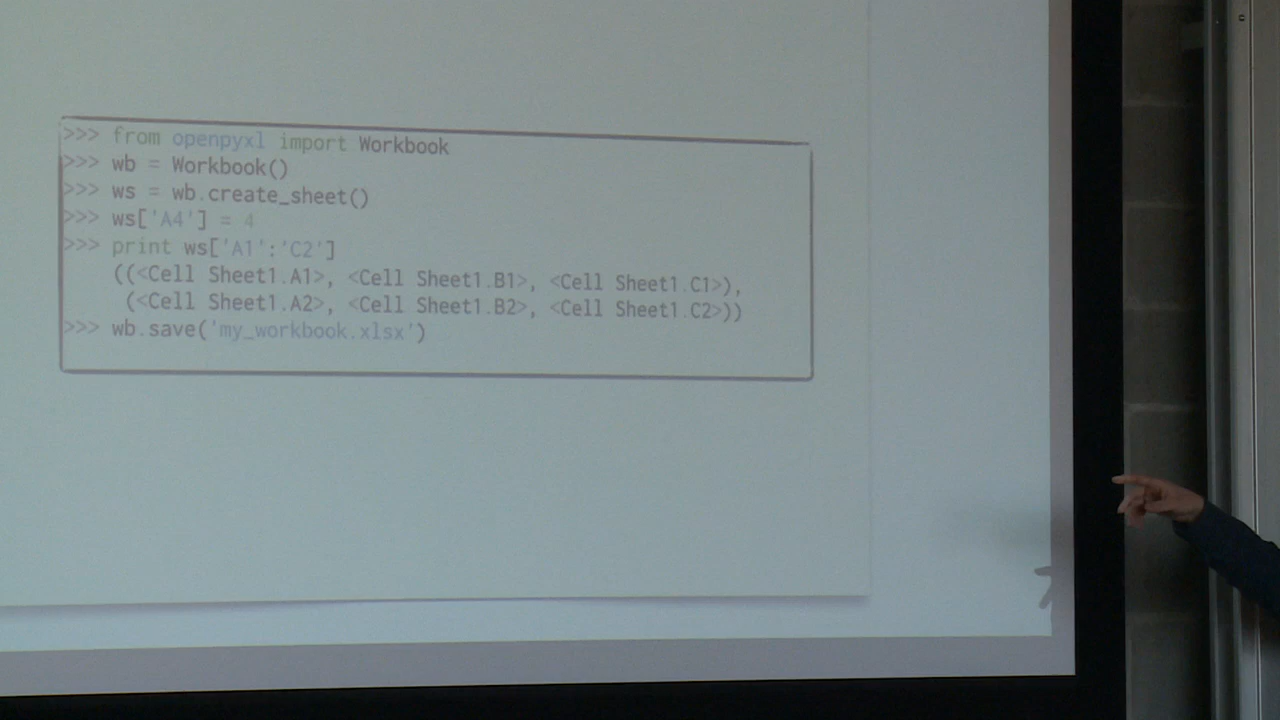 >>> from openpyxl import Workbook
>>> wb = Workbook()
>>> ws = wb.create_sheet()
>>> ws['A4'] = 4
>>> print ws['A1':'C2']
((<Cell Sheet1.A1>, <Cell Sheet1.B1>, <Cell Sheet1.C1>),
(<Cell Sheet1.A2>, <Cell Sheet1.B2>, <Cell Sheet1.C2>))
>>> wb.save('my_workbook.xlsx')